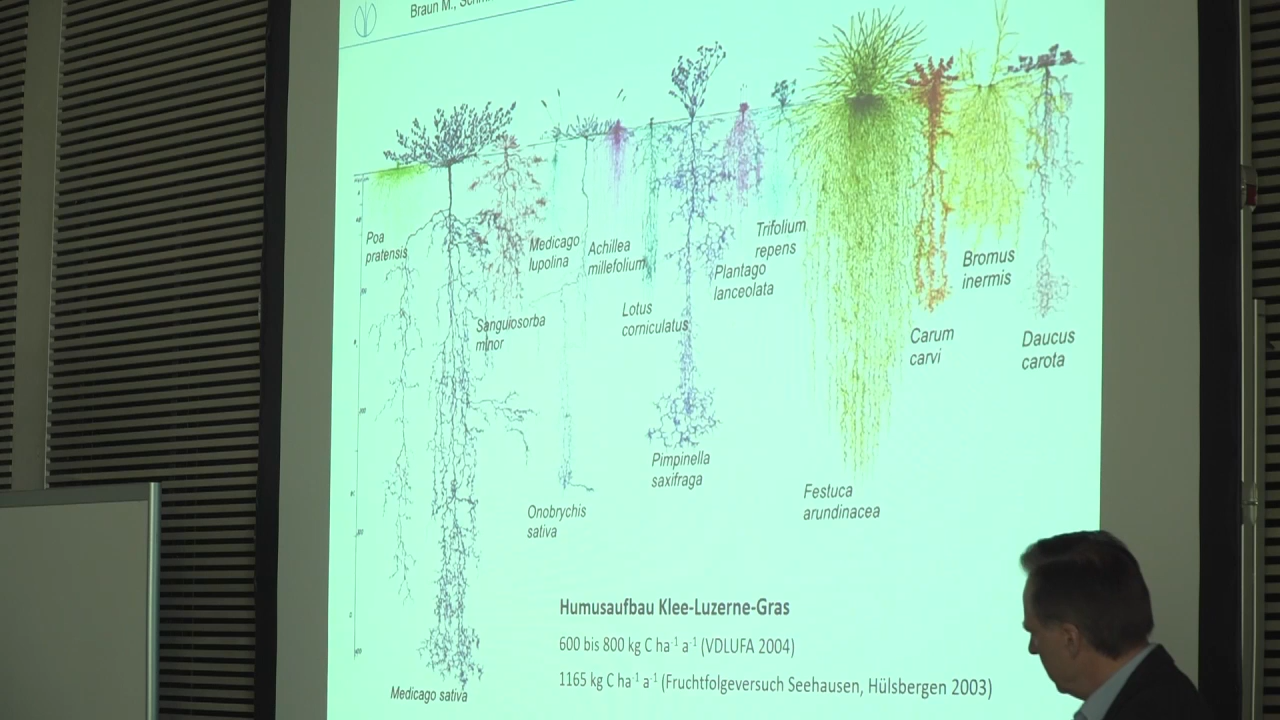 Braun M.,
Poa
pratensis
Medicago
lupolina
Achillea
millefolium
Trifolium
repens
Plantago
lanceolata
Bromus
inermis
Sanguisorba
minor
Lotus
corniculatus
Carum
carvi
Daucus
carota
Pimpinella
saxifraga
Onobrychis
sativa
Festuca
arundinacea
Medicago sativa
Humusaufbau Klee-Luzerne-Gras
600 bis 800 kg C ha⁻¹ a⁻¹ (VDLUFA 2004)
1165 kg C ha⁻¹ a⁻¹ (Fruchtfolgeversuch Seehausen, Hülsbergen 2003)